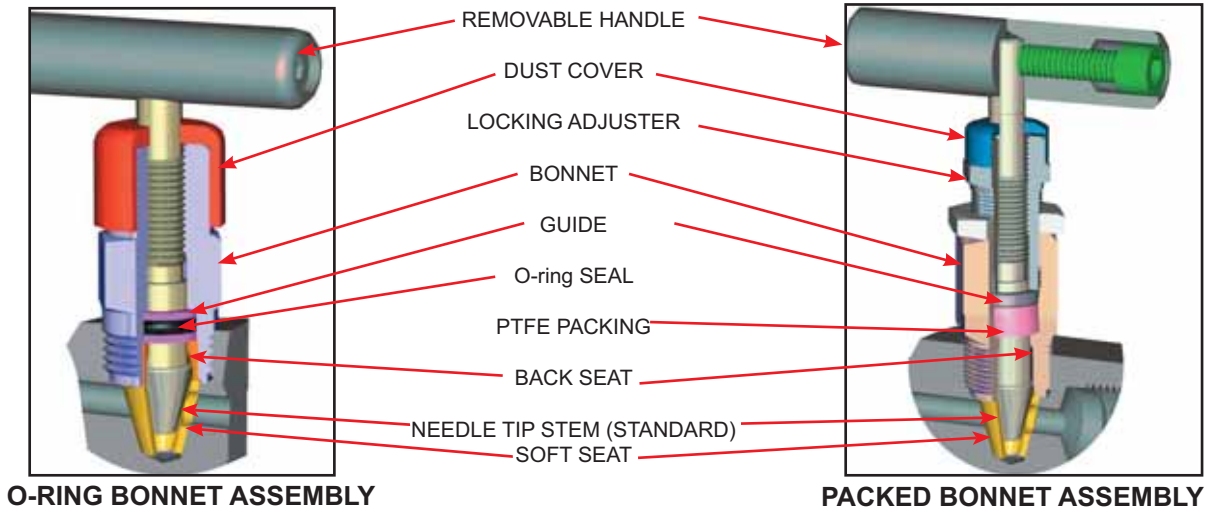 REMOVABLE HANDLE
DUST COVER
LOCKING ADJUSTER
BONNET
GUIDE
O-ring SEAL
PTFE PACKING
BACK SEAT
NEEDLE TIP STEM (STANDARD)
SOFT SEAT
O-RING BONNET ASSEMBLY
PACKED BONNET ASSEMBLY